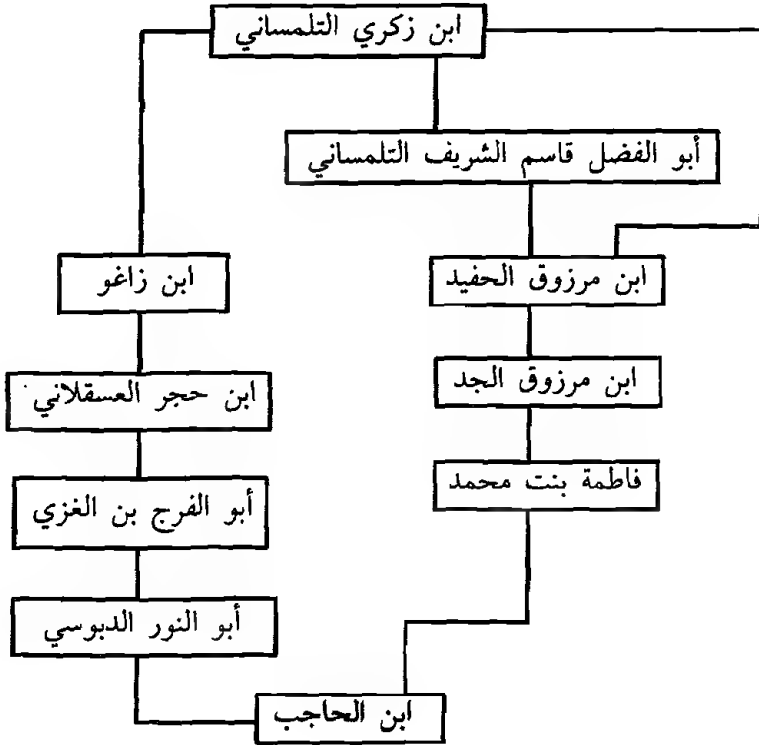 ابن زكري التلمساني
أبو الفضل قاسم الشريف التلمساني
ابن مرزوق الحفيد
ابن زاغو
ابن مرزوق الجد
ابن حجر العسقلاني
فاطمة بنت محمد
أبو الفرج بن الغزي
أبو النور الدبوسي
ابن الحاجب